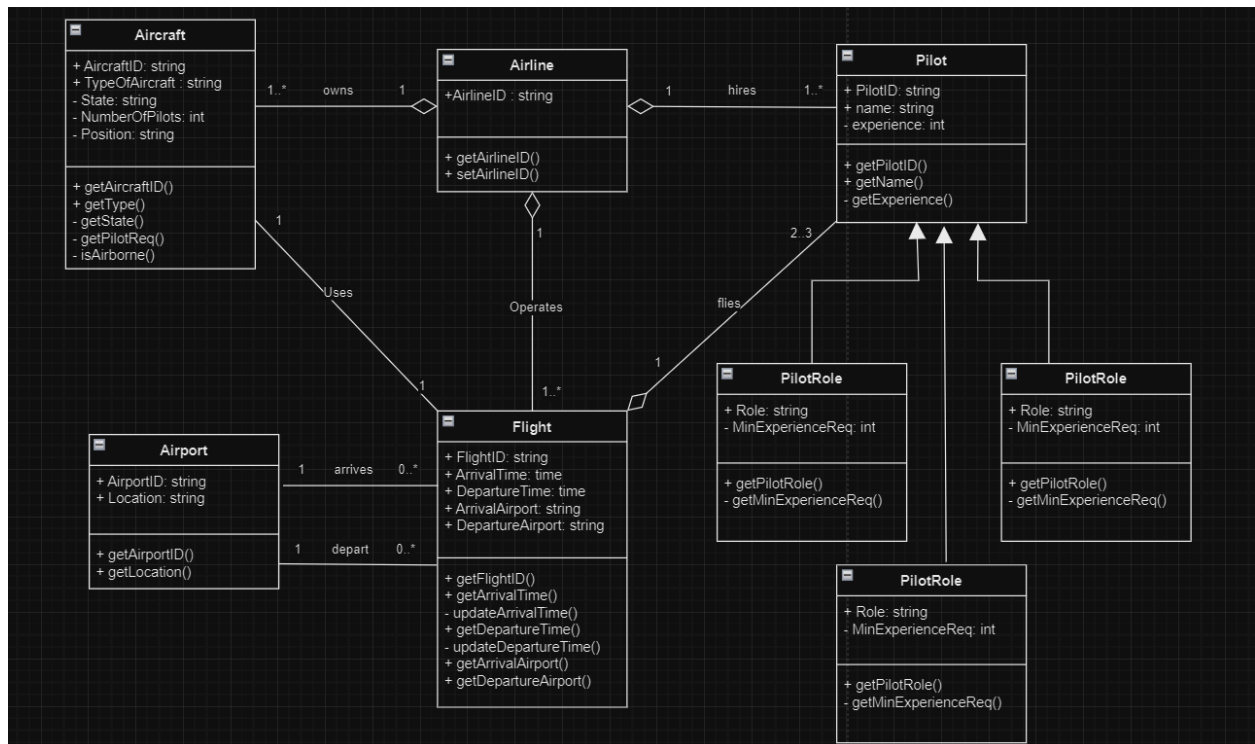 Aircraft
+ AircraftID: string
+ TypeOfAircraft : string
- State: string
- NumberOfPilots: int
- Position: string
+ getAircraftID()
+ getType()
- getState()
- getPilotReq()
- isAirborne()
1..* owns 1
Airline
+AirlineID : string
+ getAirlineID()
+ setAirlineID()
1 hires 1..*
Pilot
+ PilotID: string
+ name: string
- experience: int
+ getPilotID()
+ getName()
- getExperience()
1
Uses
1
1
Operates
1..*
2..3
flies
1
PilotRole
+ Role: string
- MinExperienceReq: int
+ getPilotRole()
- getMinExperienceReq()
PilotRole
+ Role: string
- MinExperienceReq: int
+ getPilotRole()
- getMinExperienceReq()
Airport
+ AirportID: string
+ Location: string
+ getAirportID()
+ getLocation()
1 arrives 0..*
1 depart 0..*
Flight
+ FlightID: string
+ ArrivalTime: time
+ DepartureTime: time
+ ArrivalAirport: string
+ DepartureAirport: string
+ getFlightID()
+ getArrivalTime()
- updateArrivalTime()
+ getDepartureTime()
- updateDepartureTime()
+ getArrivalAirport()
+ getDepartureAirport()
PilotRole
+ Role: string
- MinExperienceReq: int
+ getPilotRole()
- getMinExperienceReq()